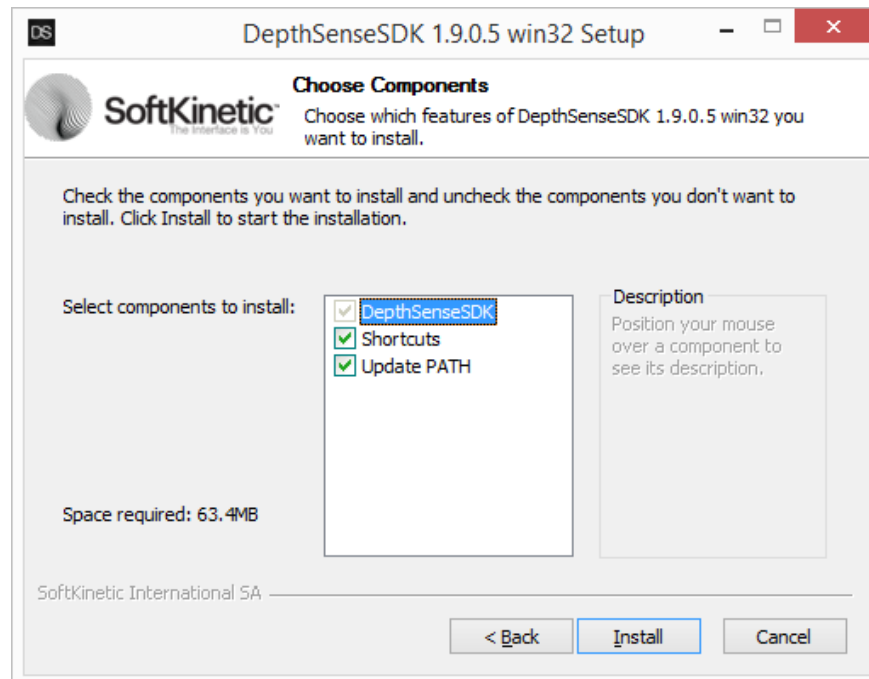 DS
DepthSenseSDK 1.9.0.5 win32 Setup
SoftKinetic™
The Interface is You
Choose Components
Choose which features of DepthSenseSDK 1.9.0.5 win32 you
want to install.
Check the components you want to install and uncheck the components you don't want to
install. Click Install to start the installation.
Select components to install:
DepthSenseSDK
Shortcuts
Update PATH
Description
Position your mouse
over a component to
see its description.
Space required: 63.4MB
SoftKinetic International SA
< Back
Install
Cancel